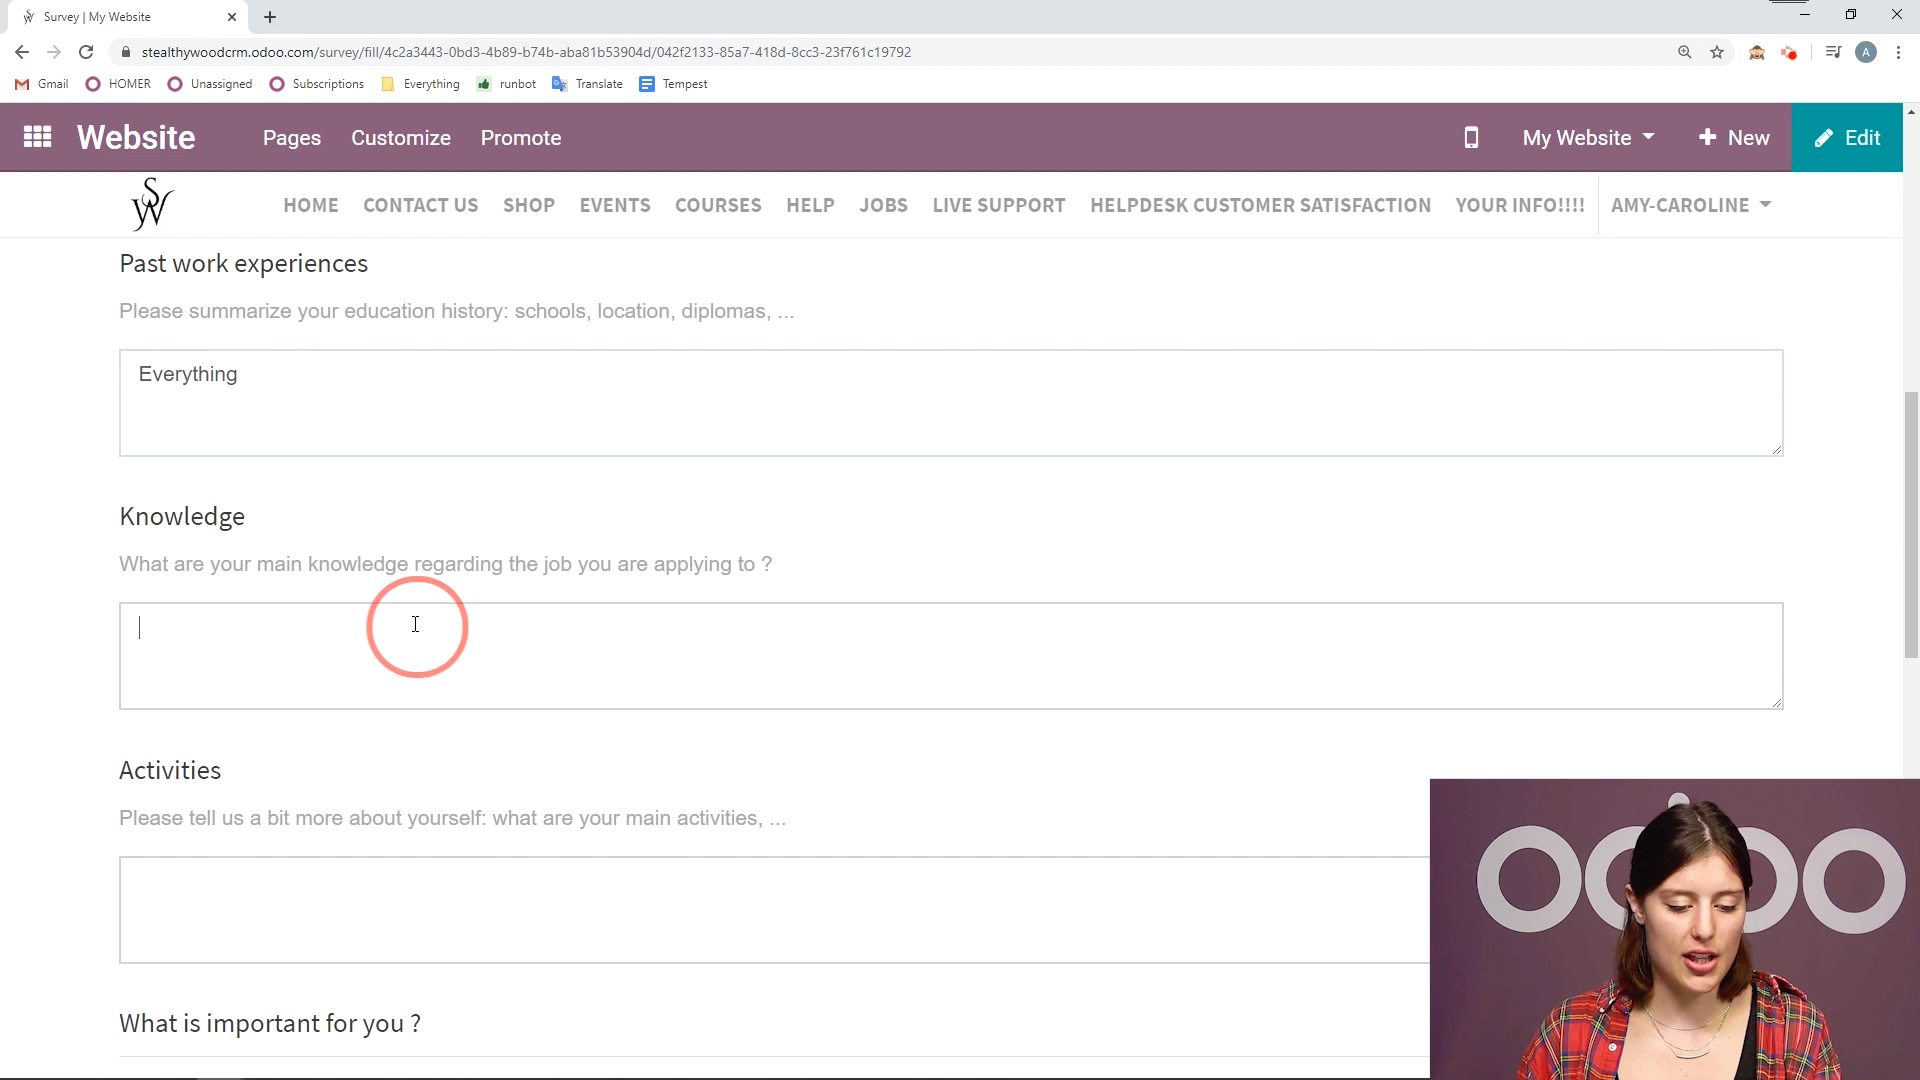 Survey | My Website
stealthywoodcrm.odoo.com/survey/fill/4c2a3443-0bd3-4b89-b74b-aba81b53904d/042f2133-85a7-418d-8cc3-23f761c19792
A
Gmail HOMER Unassigned Subscriptions Everything runbot Translate Tempest
Website Pages Customize Promote My Website + New Edit
SW HOME CONTACT US SHOP EVENTS COURSES HELP JOBS LIVE SUPPORT HELPDESK CUSTOMER SATISFACTION YOUR INFO!!!! AMY-CAROLINE
Past work experiences
Please summarize your education history: schools, location, diplomas, ...
Everything
Knowledge
What are your main knowledge regarding the job you are applying to ?
Activities
Please tell us a bit more about yourself: what are your main activities, ...
odoo
What is important for you ?